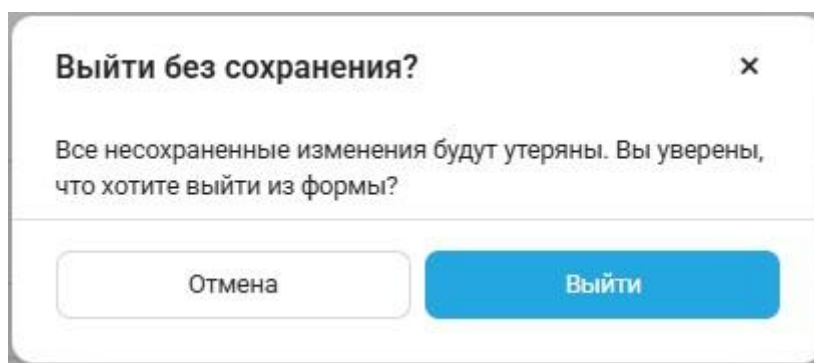 Выйти без сохранения?
Все несохраненные изменения будут утеряны. Вы уверены,
что хотите выйти из формы?
Отмена
Выйти